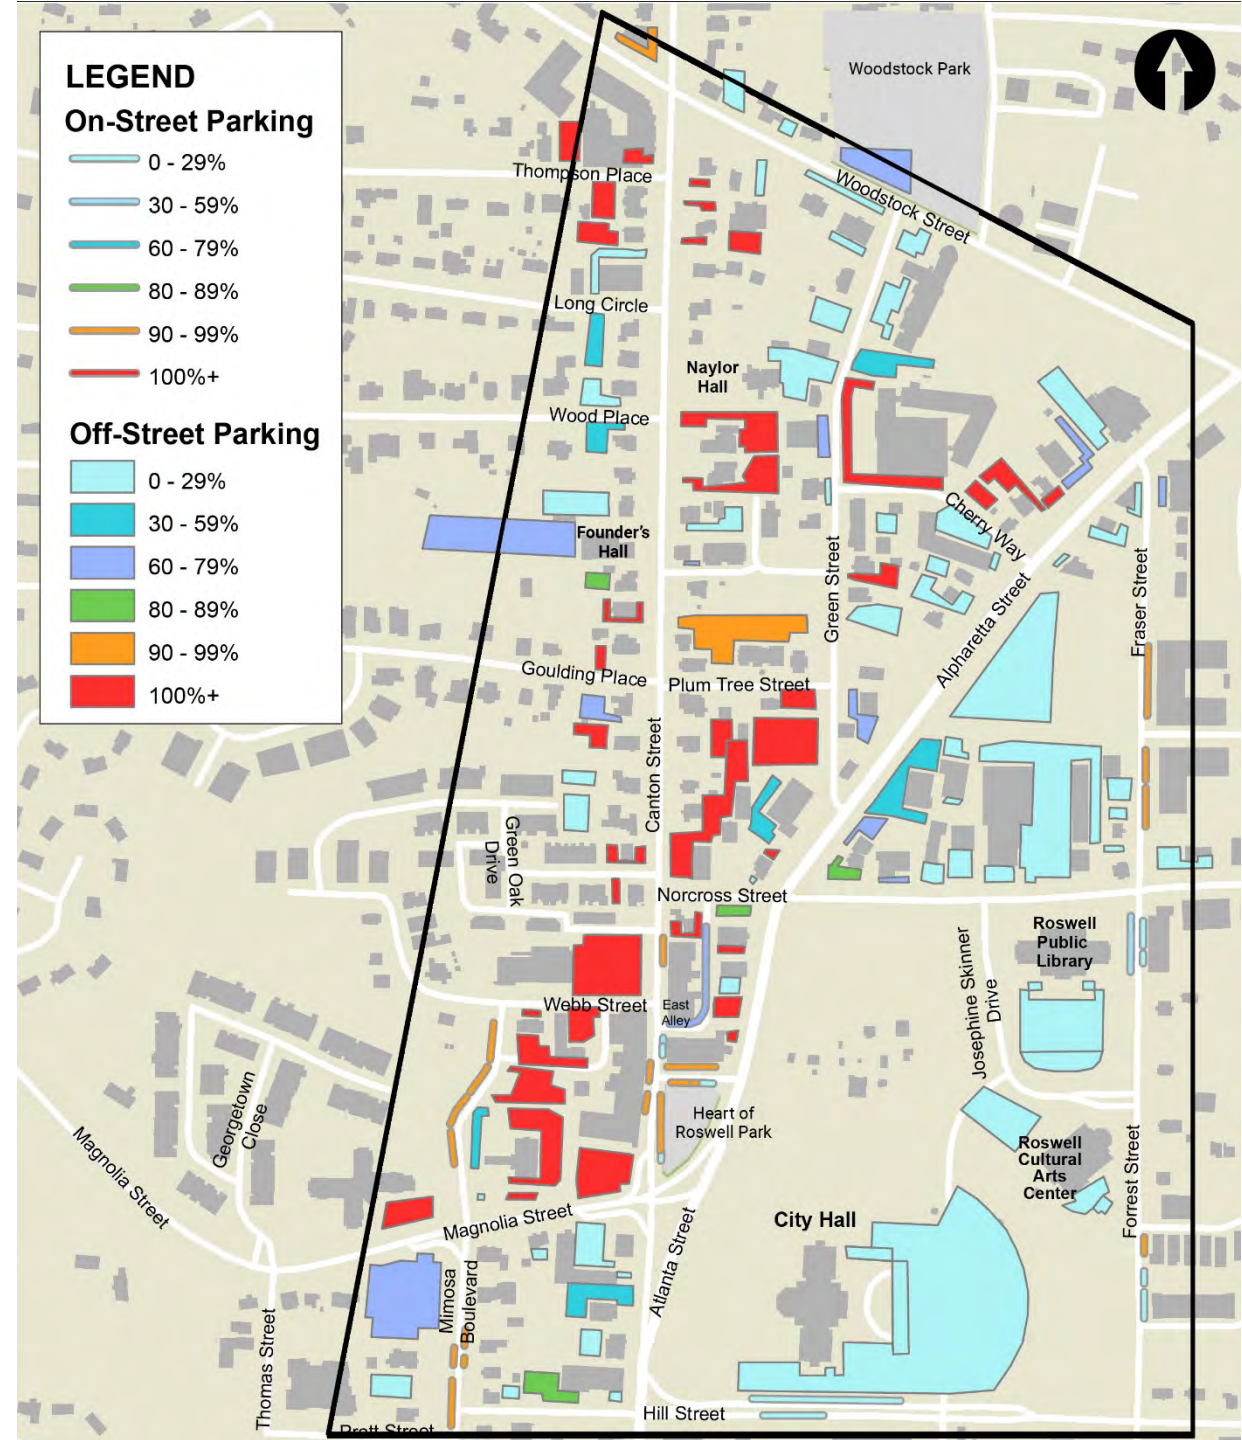 LEGEND
On-Street Parking
0 - 29%
30 - 59%
60 - 79%
80 - 89%
90 - 99%
100%+
Off-Street Parking
0 - 29%
30 - 59%
60 - 79%
80 - 89%
90 - 99%
100%+
Woodstock Park
Thompson Place
Woodstock Street
Long Circle
Naylor
Hall
Wood Place
Founder's
Hall
Cherry Way
Green Street
Alpharetta Street
Fraser Street
Goulding Place
Plum Tree Street
Canton Street
Green Oak
Drive
Norcross Street
Roswell
Public
Library
Josephine Skinner
Drive
Webb Street
East
Alley
Heart of
Roswell Park
Georgetown
Close
Magnolia Street
Roswell
Cultural
Arts
Center
Forrest Street
Magnolia Street
City Hall
Atlanta Street
Mimosa
Boulevard
Thomas Street
Hill Street
Pratt Street